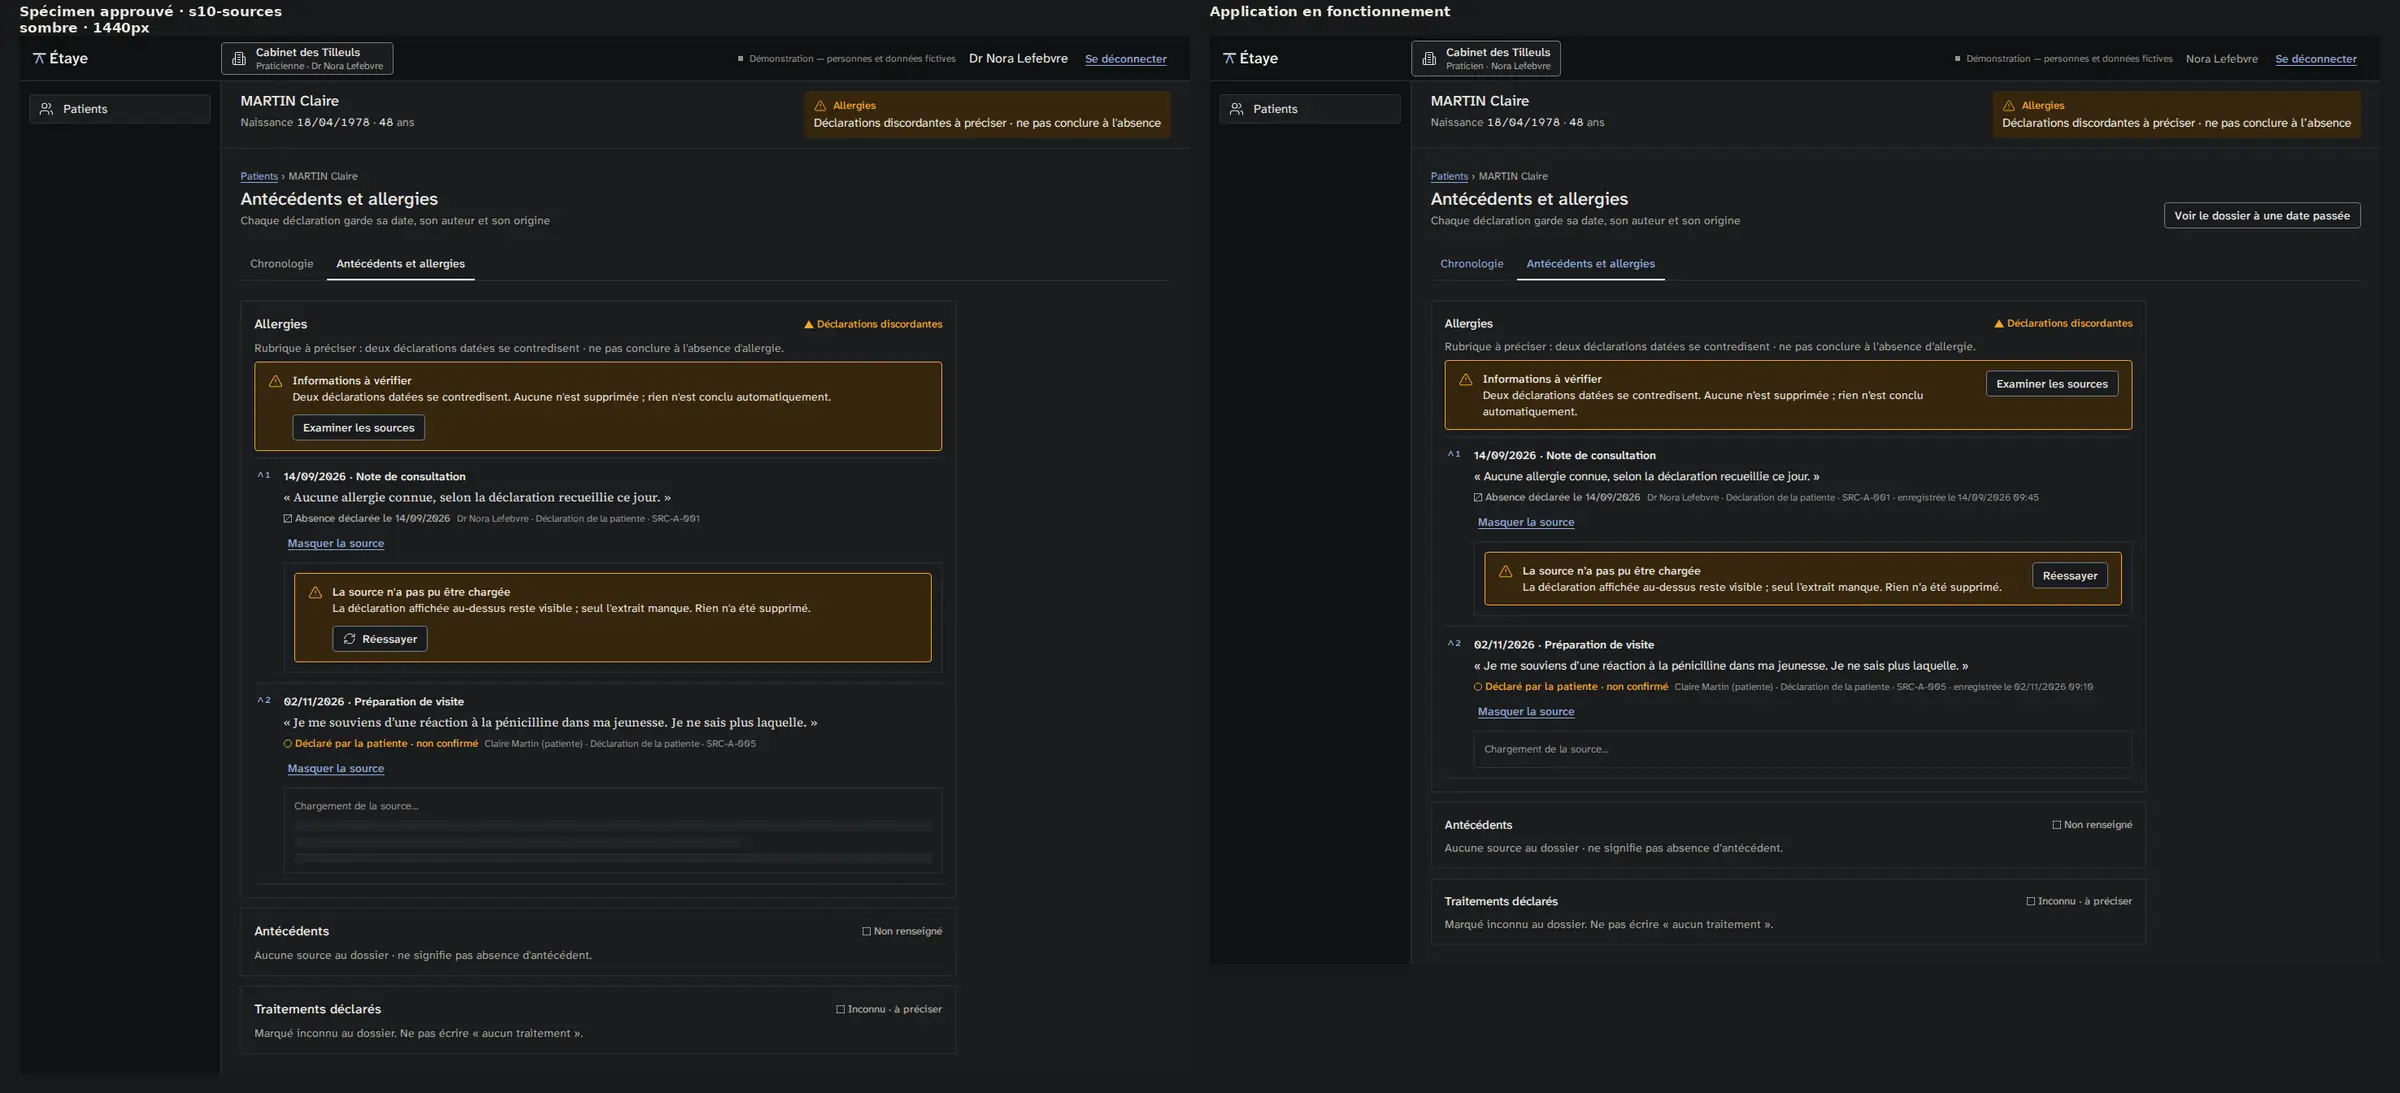 Spécimen approuvé · s10-sources
sombre · 1440px
Étaye
Cabinet des Tilleuls
Praticienne · Dr Nora Lefebvre
Démonstration — personnes et données fictives
Dr Nora Lefebvre
Se déconnecter
Patients
MARTIN Claire
Naissance 18/04/1978 · 48 ans
Allergies
Déclarations discordantes à préciser · ne pas conclure à l'absence
Patients › MARTIN Claire
Antécédents et allergies
Chaque déclaration garde sa date, son auteur et son origine
Chronologie
Antécédents et allergies
Allergies
Déclarations discordantes
Rubrique à préciser : deux déclarations datées se contredisent · ne pas conclure à l'absence d'allergie.
Informations à vérifier
Deux déclarations datées se contredisent. Aucune n'est supprimée ; rien n'est conclu automatiquement.
Examiner les sources
^1
14/09/2026 · Note de consultation
« Aucune allergie connue, selon la déclaration recueillie ce jour. »
Absence déclarée le 14/09/2026 Dr Nora Lefebvre · Déclaration de la patiente · SRC-A-001
Masquer la source
La source n'a pas pu être chargée
La déclaration affichée au-dessus reste visible ; seul l'extrait manque. Rien n'a été supprimé.
Réessayer
^2
02/11/2026 · Préparation de visite
« Je me souviens d'une réaction à la pénicilline dans ma jeunesse. Je ne sais plus laquelle. »
Déclaré par la patiente · non confirmé Claire Martin (patiente) · Déclaration de la patiente · SRC-A-005
Masquer la source
Chargement de la source…
Antécédents
Non renseigné
Aucune source au dossier · ne signifie pas absence d'antécédent.
Traitements déclarés
Inconnu · à préciser
Marqué inconnu au dossier. Ne pas écrire « aucun traitement ».
Application en fonctionnement
Étaye
Cabinet des Tilleuls
Praticien · Nora Lefebvre
Démonstration — personnes et données fictives
Nora Lefebvre
Se déconnecter
Patients
MARTIN Claire
Naissance 18/04/1978 · 48 ans
Allergies
Déclarations discordantes à préciser · ne pas conclure à l'absence
Patients › MARTIN Claire
Antécédents et allergies
Chaque déclaration garde sa date, son auteur et son origine
Voir le dossier à une date passée
Chronologie
Antécédents et allergies
Allergies
Déclarations discordantes
Rubrique à préciser : deux déclarations datées se contredisent · ne pas conclure à l'absence d'allergie.
Informations à vérifier
Deux déclarations datées se contredisent. Aucune n'est supprimée ; rien n'est conclu
automatiquement.
Examiner les sources
^1
14/09/2026 · Note de consultation
« Aucune allergie connue, selon la déclaration recueillie ce jour. »
Absence déclarée le 14/09/2026 Dr Nora Lefebvre · Déclaration de la patiente · SRC-A-001 · enregistrée le 14/09/2026 09:45
Masquer la source
La source n'a pas pu être chargée
La déclaration affichée au-dessus reste visible ; seul l'extrait manque. Rien n'a été supprimé.
Réessayer
^2
02/11/2026 · Préparation de visite
« Je me souviens d'une réaction à la pénicilline dans ma jeunesse. Je ne sais plus laquelle. »
Déclaré par la patiente · non confirmé Claire Martin (patiente) · Déclaration de la patiente · SRC-A-005 · enregistrée le 02/11/2026 09:10
Masquer la source
Chargement de la source…
Antécédents
Non renseigné
Aucune source au dossier · ne signifie pas absence d'antécédent.
Traitements déclarés
Inconnu · à préciser
Marqué inconnu au dossier. Ne pas écrire « aucun traitement ».